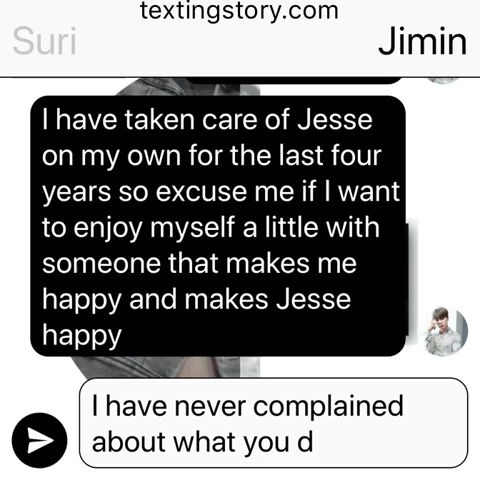 textingstory.com
Suri
Jimin
I have taken care of Jesse
on my own for the last four
years so excuse me if I want
to enjoy myself a little with
someone that makes me
happy and makes Jesse
happy
I have never complained
about what you d